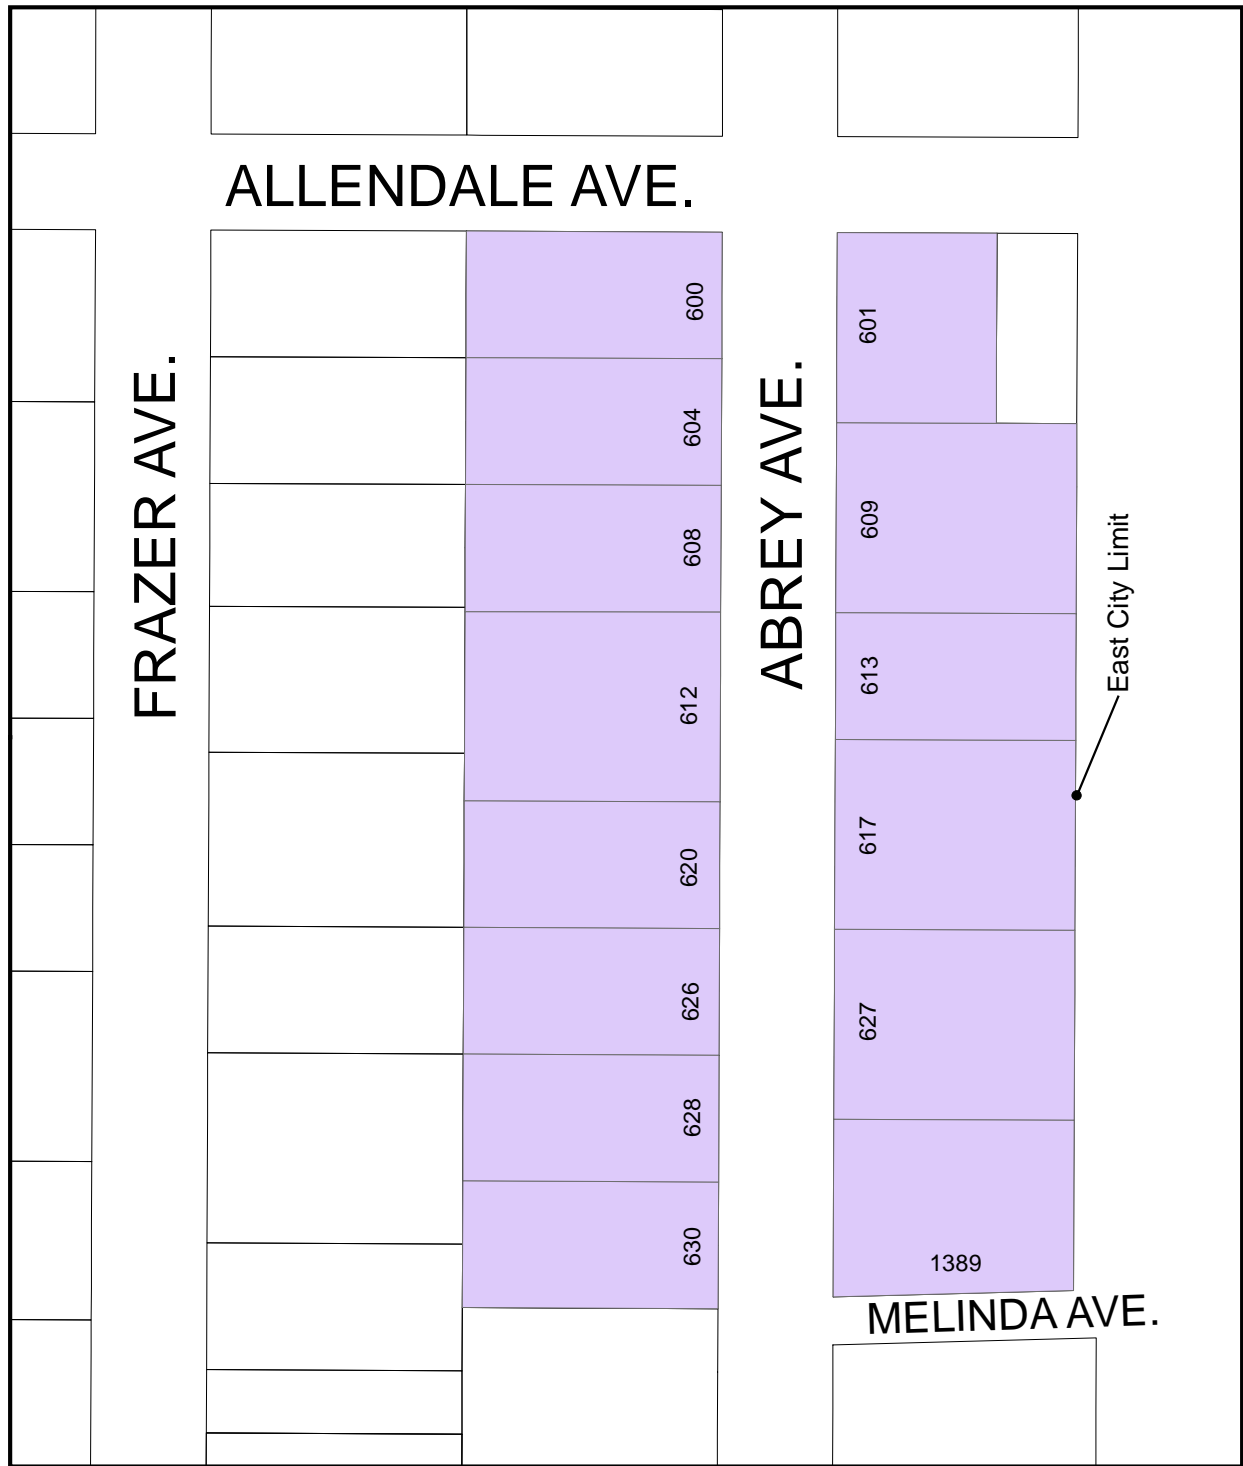 ALLENDALE AVE.
FRAZER AVE.
600
604
608
612
620
626
628
630
ABREY AVE.
601
609
613
617
627
1389
East City Limit
MELINDA AVE.